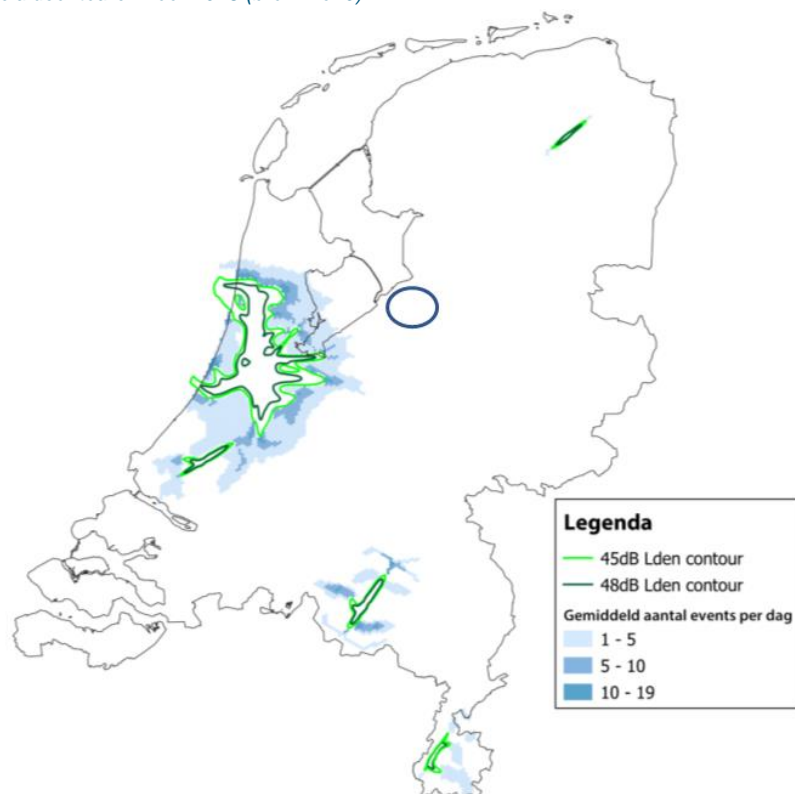 Legenda
45dB Lden contour
48dB Lden contour
Gemiddeld aantal events per dag
1 - 5
5 - 10
10 - 19